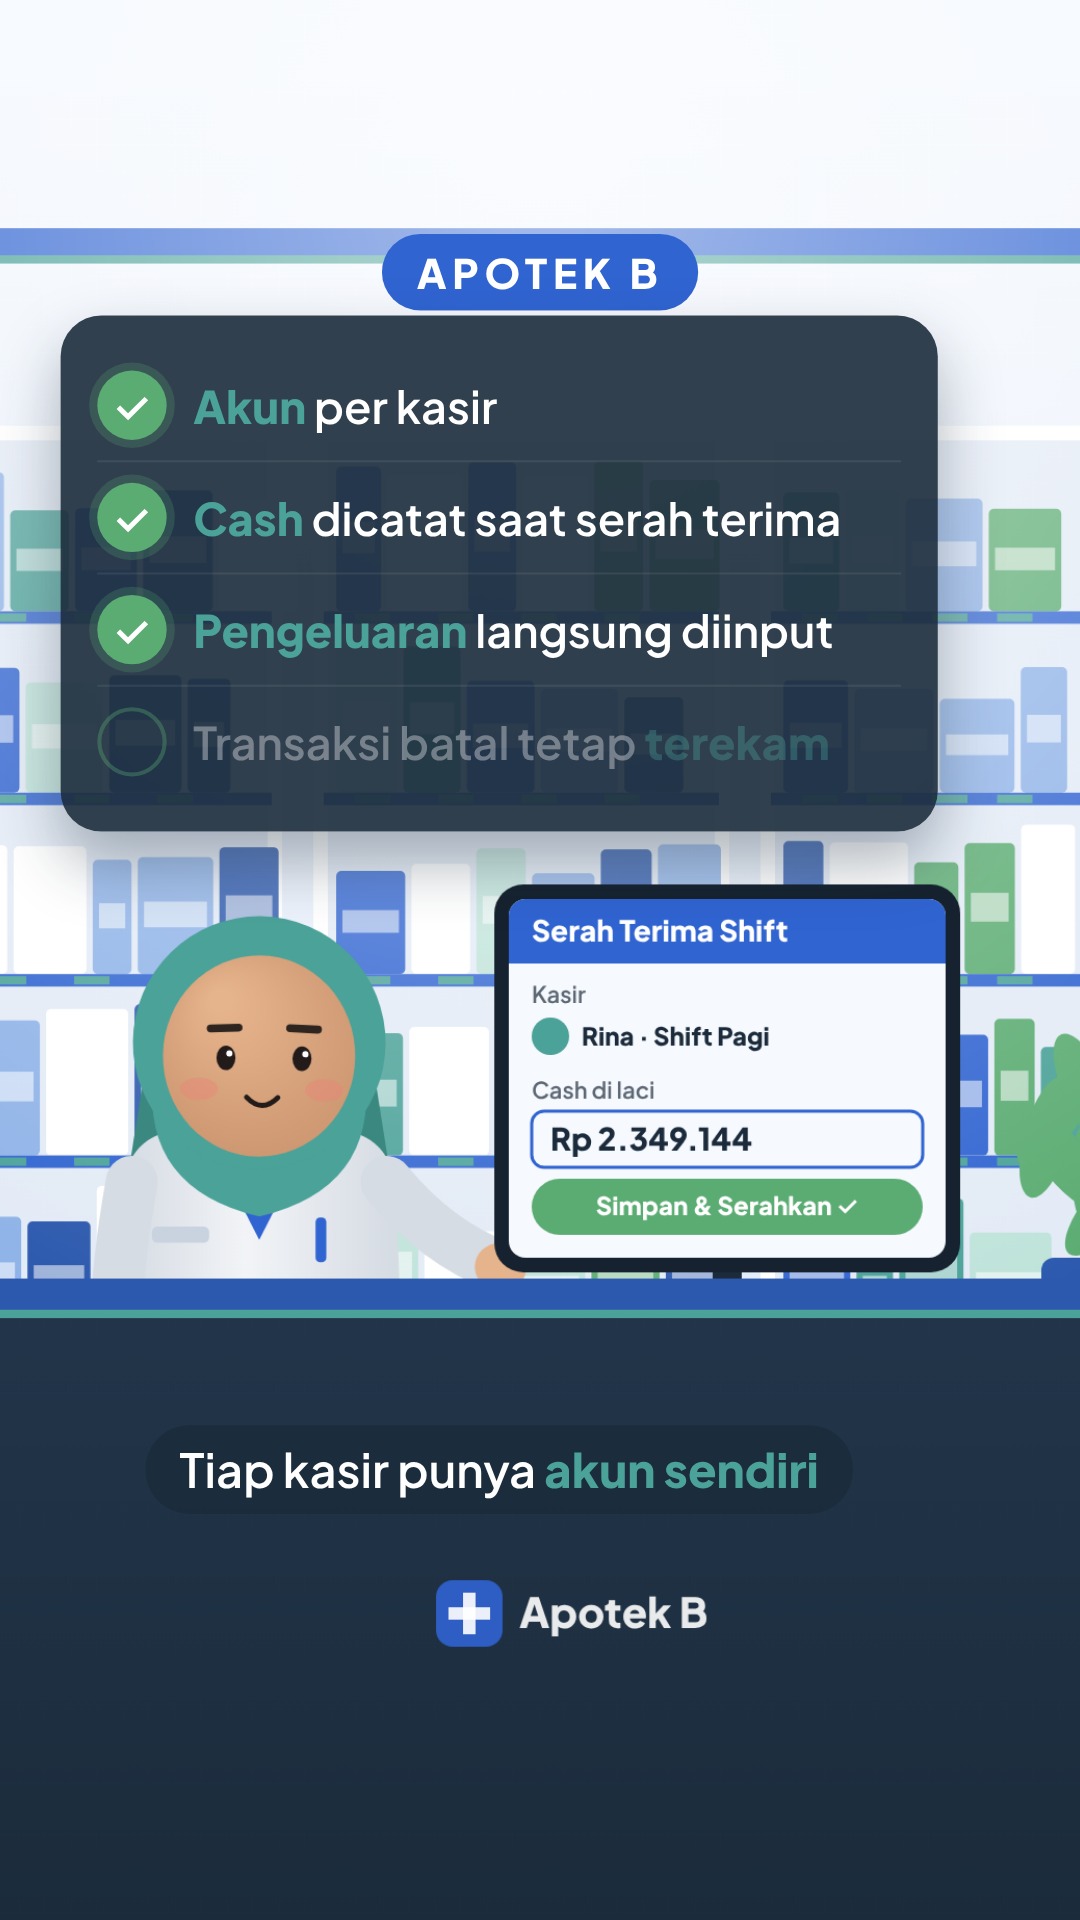 APOTEK B
Akun per kasir
Cash dicatat saat serah terima
Pengeluaran langsung diinput
Transaksi batal tetap terekam
Serah Terima Shift
Kasir
Rina · Shift Pagi
Cash di laci
Rp 2.349.144
Simpan & Serahkan ✓
Tiap kasir punya akun sendiri
Apotek B